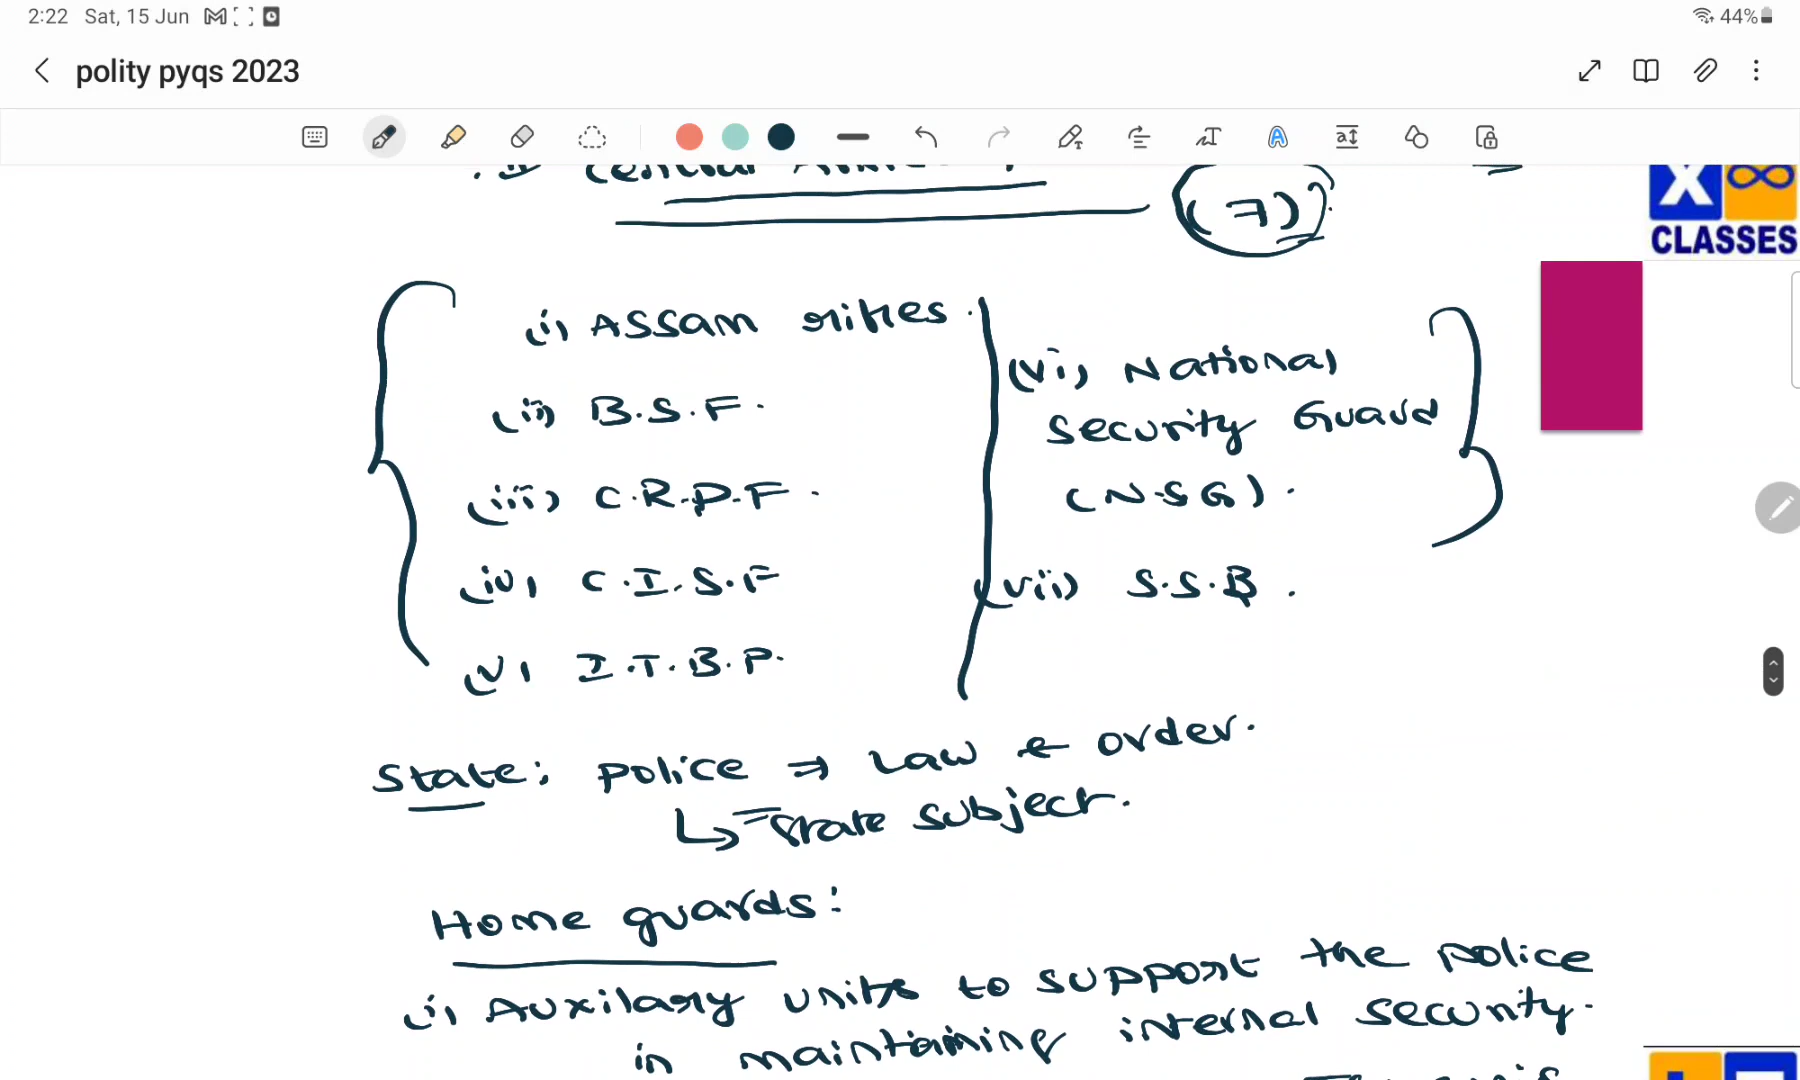 2:22 Sat, 15 Jun
44%
polity pyqs 2023
CLASSES
(7)
(i) Assam rifles.
(ii) B.S.F.
(iii) C.R.P.F.
(iv) C.I.S.F
(v) I.T.B.P.
(vi) National
Security Guard
(N.S.G).
(vii) S.S.B.
State: police ⇒ Law & order.
↳ State subject.
Home guards:
(i) Auxilary units to support the police
in maintaining internal security.